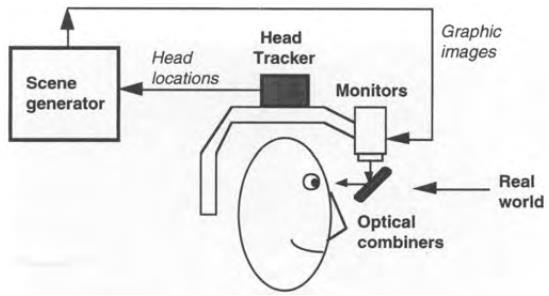 Head
Tracker
Graphic
images
Head
locations
Scene
generator
Monitors
Real
world
Optical
combiners